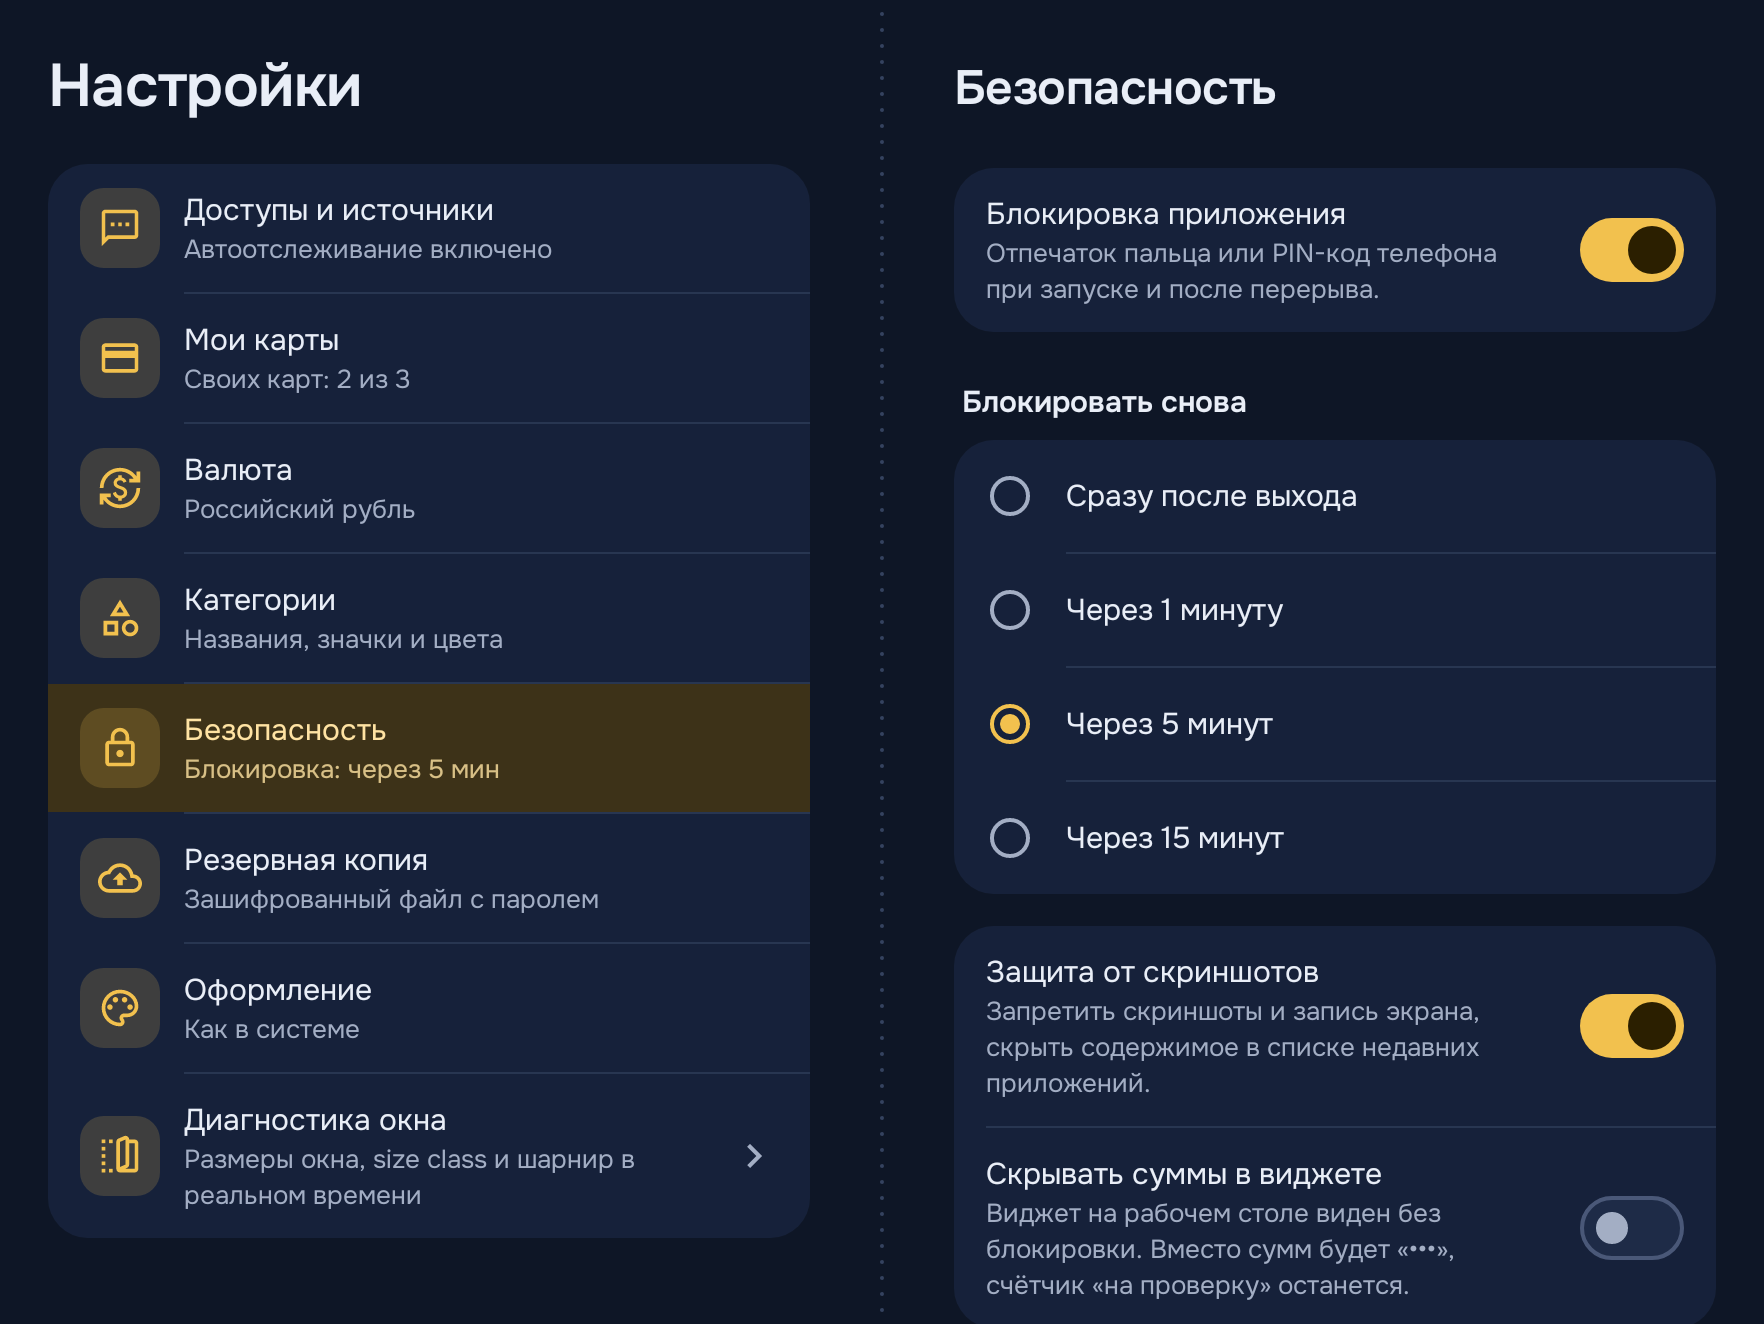 Настройки
Доступы и источники
Автоотслеживание включено
Мои карты
Своих карт: 2 из 3
Валюта
Российский рубль
Категории
Названия, значки и цвета
Безопасность
Блокировка: через 5 мин
Резервная копия
Зашифрованный файл с паролем
Оформление
Как в системе
Диагностика окна
Размеры окна, size class и шарнир в
реальном времени
Безопасность
Блокировка приложения
Отпечаток пальца или PIN-код телефона
при запуске и после перерыва.
Блокировать снова
Сразу после выхода
Через 1 минуту
Через 5 минут
Через 15 минут
Защита от скриншотов
Запретить скриншоты и запись экрана,
скрыть содержимое в списке недавних
приложений.
Скрывать суммы в виджете
Виджет на рабочем столе виден без
блокировки. Вместо сумм будет «•••»,
счётчик «на проверку» останется.